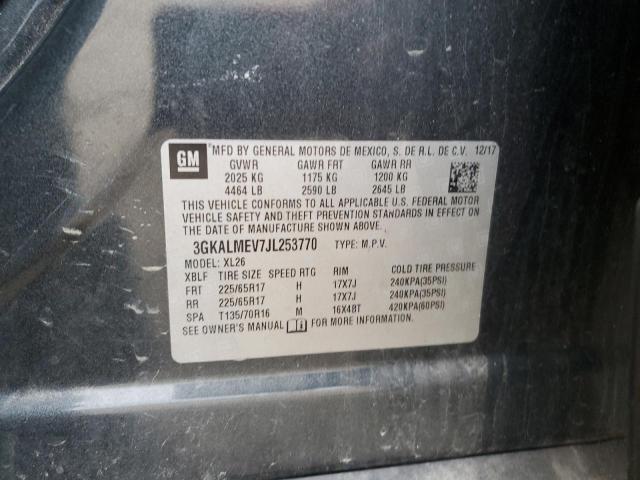 GM
MFD BY GENERAL MOTORS DE MEXICO, S. DE R.L. DE C.V. 12/17
GVWR GAWR FRT GAWR RR
2025 KG 1175 KG 1200 KG
4464 LB 2590 LB 2645 LB
THIS VEHICLE CONFORMS TO ALL APPLICABLE U.S. FEDERAL MOTOR
VEHICLE SAFETY AND THEFT PREVENTION STANDARDS IN EFFECT ON
THE DATE OF MANUFACTURE SHOWN ABOVE.
3GKALMEV7JL253770 TYPE: M.P.V.
MODEL: XL26
XBLF TIRE SIZE SPEED RTG RIM COLD TIRE PRESSURE
FRT 225/65R17 H 17X7J 240KPA(35PSI)
RR 225/65R17 H 17X7J 240KPA(35PSI)
SPA T135/70R16 M 16X4BT 420KPA(60PSI)
SEE OWNER'S MANUAL FOR MORE INFORMATION.